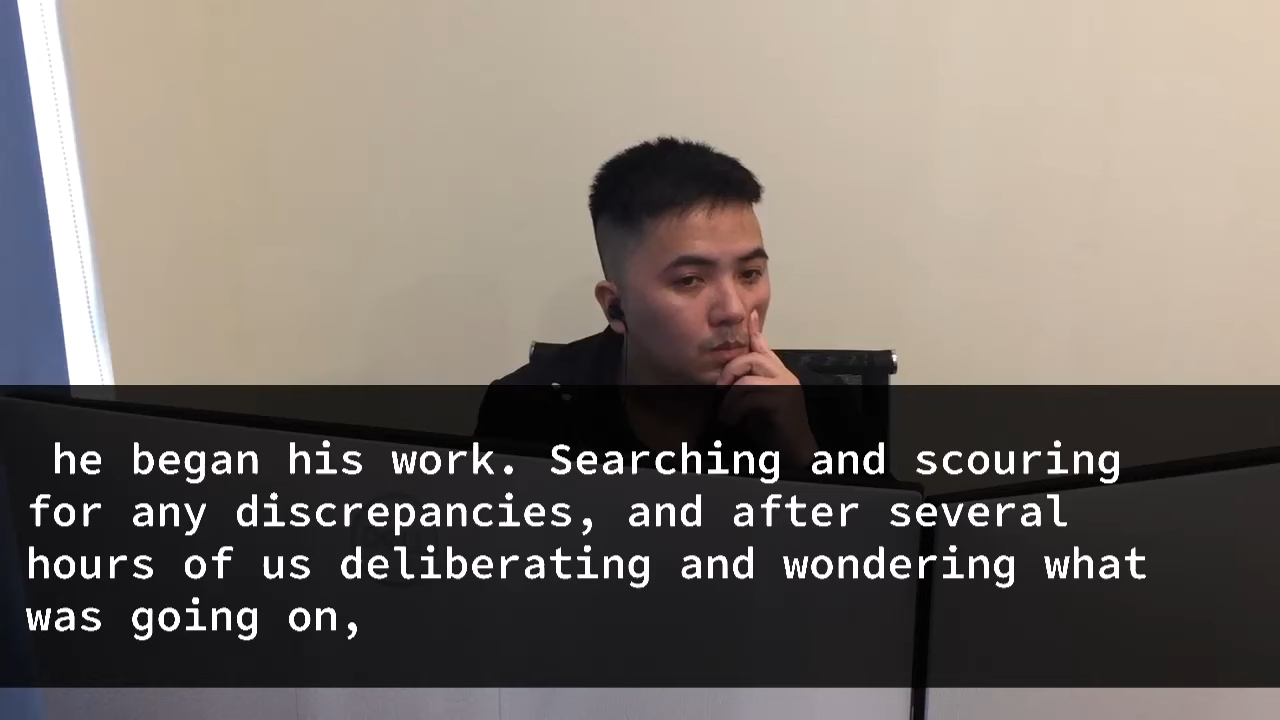 he began his work. Searching and scouring
for any discrepancies, and after several
hours of us deliberating and wondering what
was going on,